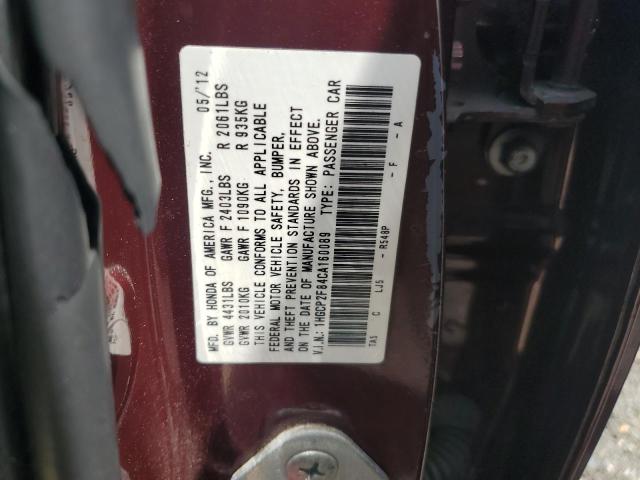 MFD. BY HONDA OF AMERICA MFG., INC. 05/'12
GVWR 4431LBS GAWR F 2403LBS R 2061LBS
GVWR 2010KG GAWR F 1090KG R 935KG
THIS VEHICLE CONFORMS TO ALL APPLICABLE
FEDERAL MOTOR VEHICLE SAFETY, BUMPER,
AND THEFT PREVENTION STANDARDS IN EFFECT
ON THE DATE OF MANUFACTURE SHOWN ABOVE.
V.I.N.: 1HGCP2F84CA160089 TYPE: PASSENGER CAR
TA5 C LJ5 - R548P - F - A